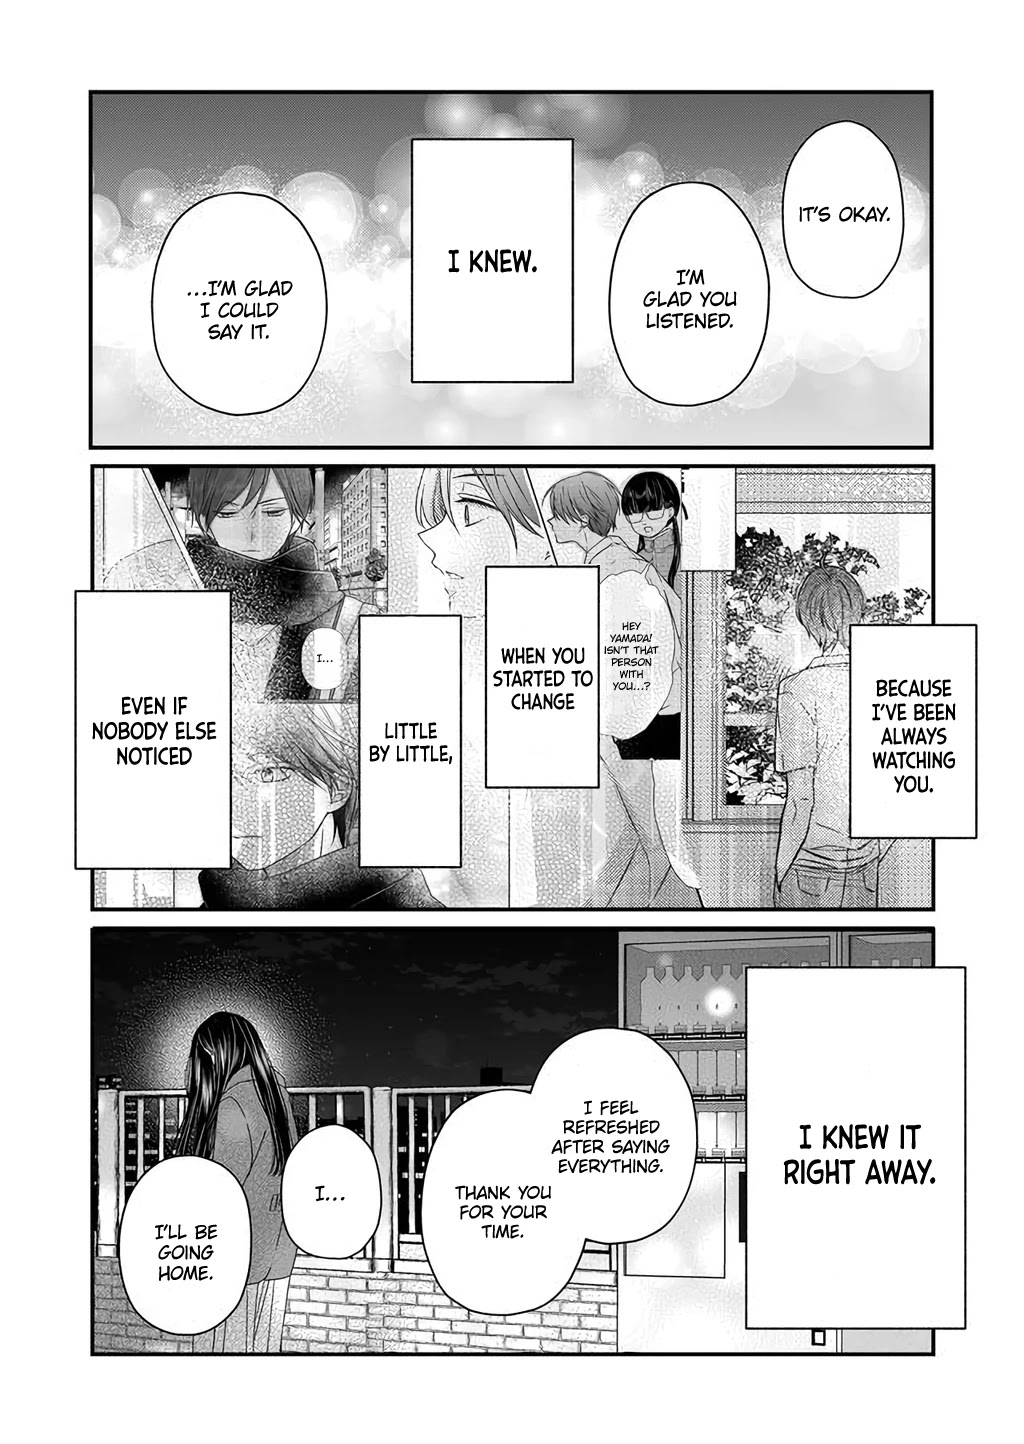 IT'S OKAY.
I'M
GLAD YOU
LISTENED.
I KNEW.
...I'M GLAD
I COULD
SAY IT.
BECAUSE
I'VE BEEN
ALWAYS
WATCHING
YOU.
HEY
YAMADA!
ISN'T THAT
PERSON
WITH
YOU...?
WHEN YOU
STARTED TO
CHANGE
LITTLE
BY LITTLE,
I...
EVEN IF
NOBODY ELSE
NOTICED
I KNEW IT
RIGHT AWAY.
I FEEL
REFRESHED
AFTER SAYING
EVERYTHING.
THANK YOU
FOR YOUR
TIME.
I...
I'LL BE
GOING
HOME.